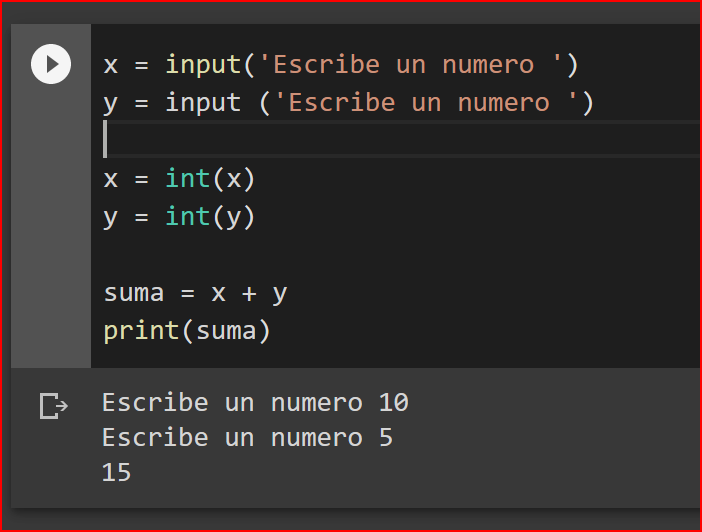 x = input('Escribe un numero ')
y = input ('Escribe un numero ')
x = int(x)
y = int(y)
suma = x + y
print(suma)
Escribe un numero 10
Escribe un numero 5
15